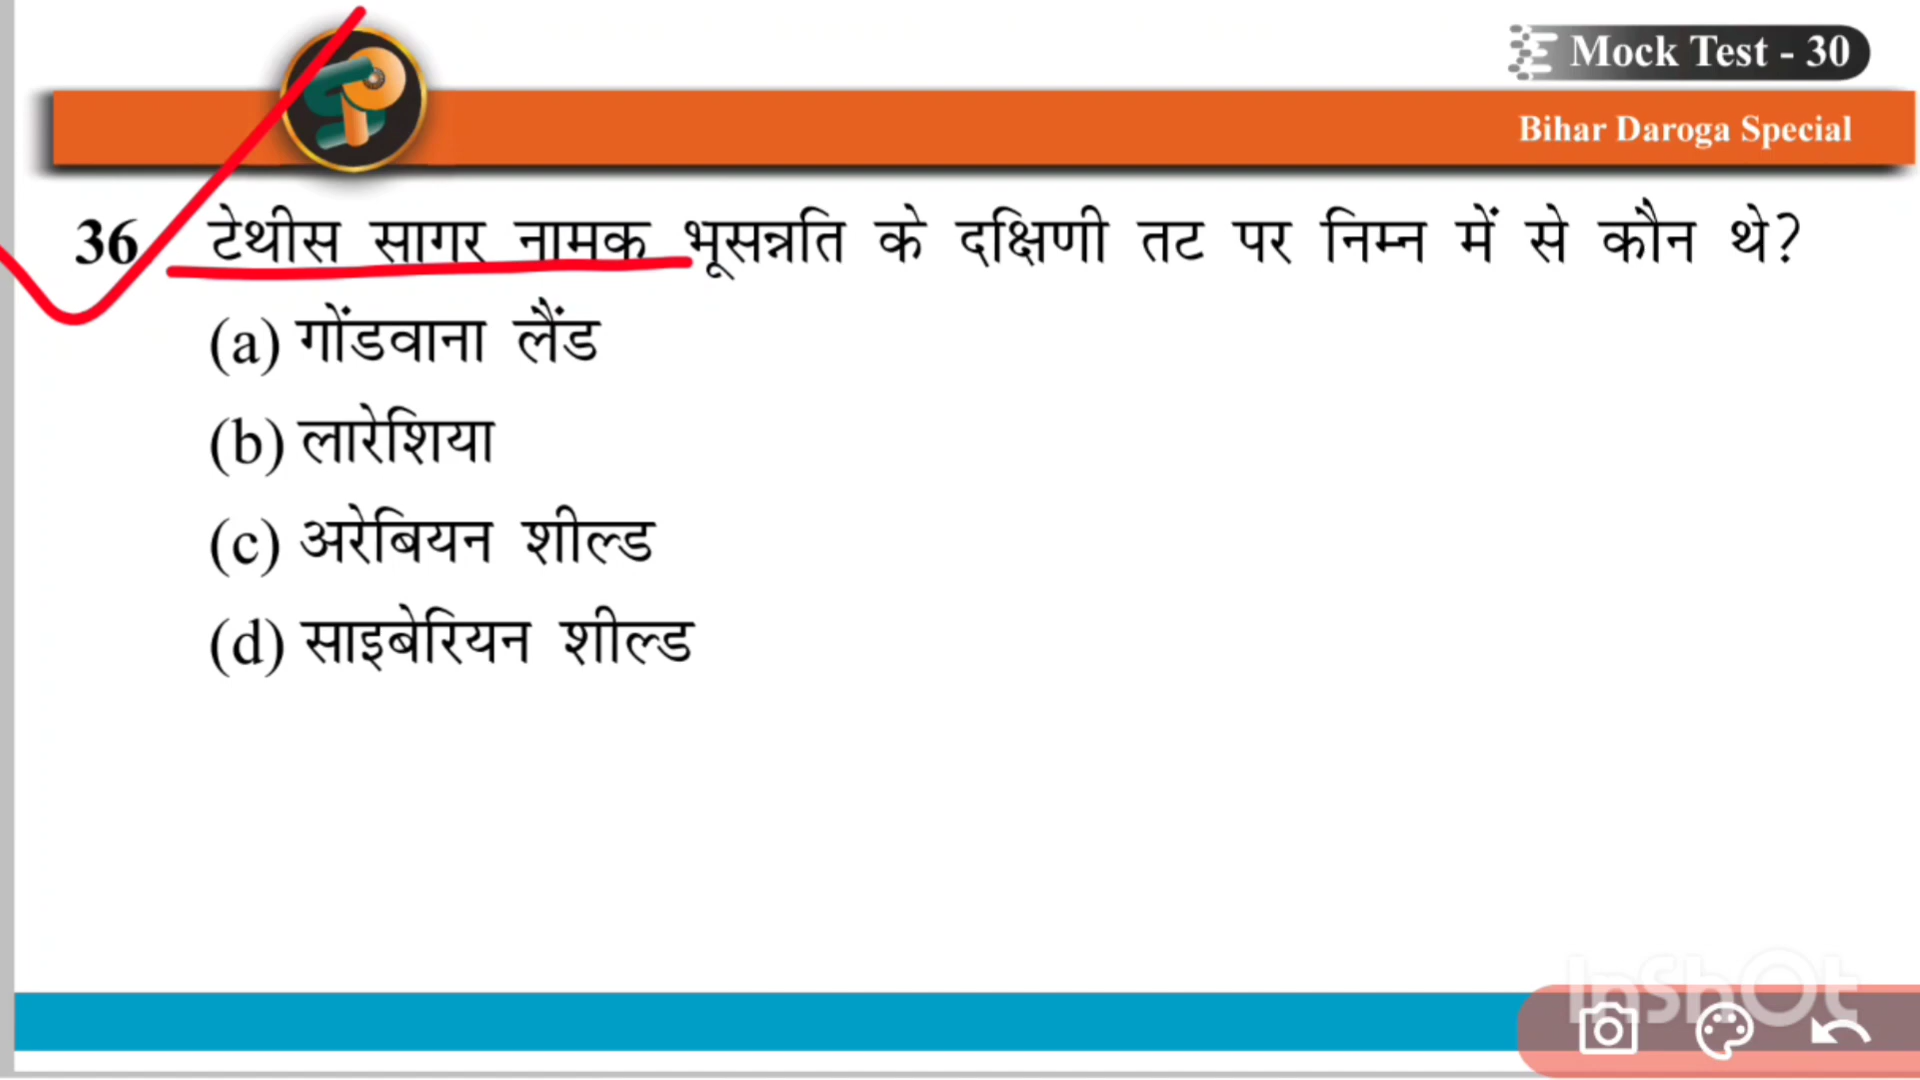 Mock Test - 30
Bihar Daroga Special
36 टेथीस सागर नामक भूसन्नति के दक्षिणी तट पर निम्न में से कौन थे?
(a) गोंडवाना लैंड
(b) लारेशिया
(c) अरेबियन शील्ड
(d) साइबेरियन शील्ड
InShOt